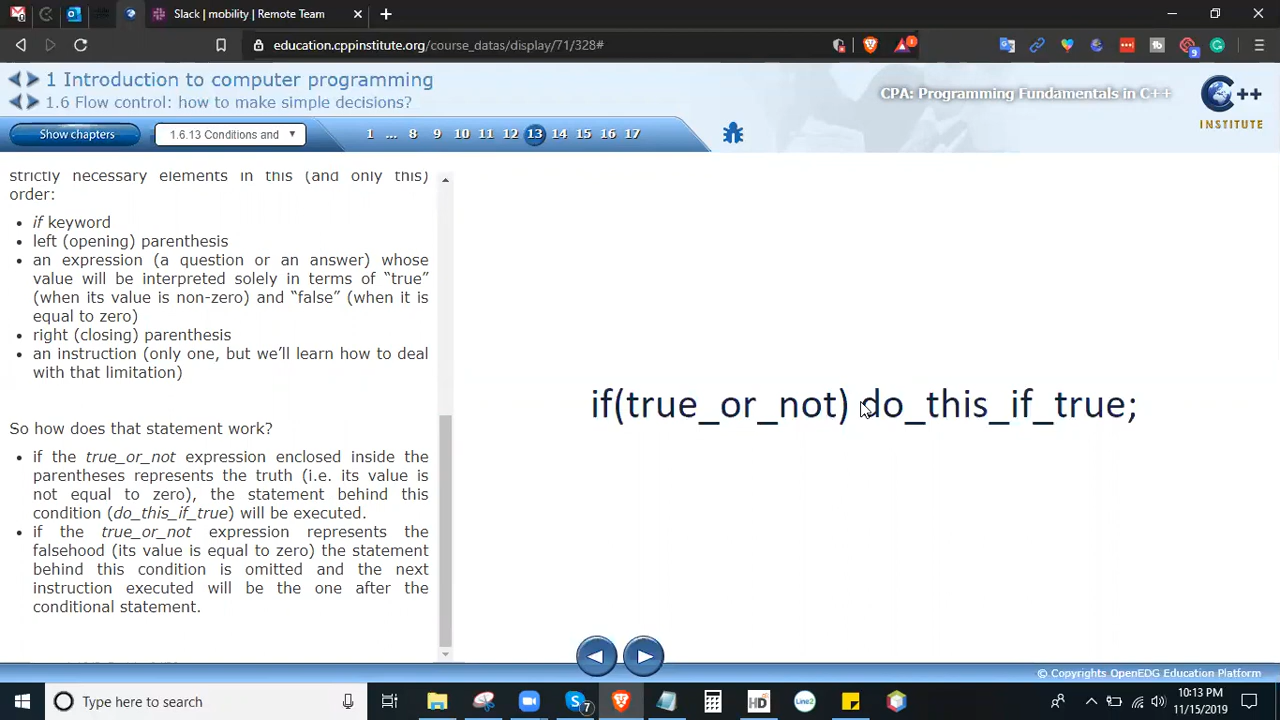 Slack | mobility | Remote Team
education.cppinstitute.org/course_datas/display/71/328#
1
9
1 Introduction to computer programming
1.6 Flow control: how to make simple decisions?
CPA: Programming Fundamentals in C++
C++
INSTITUTE
Show chapters
1.6.13 Conditions and
1 ... 8 9 10 11 12 13 14 15 16 17
strictly necessary elements in this (and only this)
order:
• if keyword
• left (opening) parenthesis
• an expression (a question or an answer) whose
value will be interpreted solely in terms of “true”
(when its value is non-zero) and “false” (when it is
equal to zero)
• right (closing) parenthesis
• an instruction (only one, but we’ll learn how to deal
with that limitation)
So how does that statement work?
• if the true_or_not expression enclosed inside the
parentheses represents the truth (i.e. its value is
not equal to zero), the statement behind this
condition (do_this_if_true) will be executed.
• if the true_or_not expression represents the
falsehood (its value is equal to zero) the statement
behind this condition is omitted and the next
instruction executed will be the one after the
conditional statement.
if(true_or_not) do_this_if_true;
© Copyrights OpenEDG Education Platform
Type here to search
7
HD
Line2
10:13 PM
11/15/2019